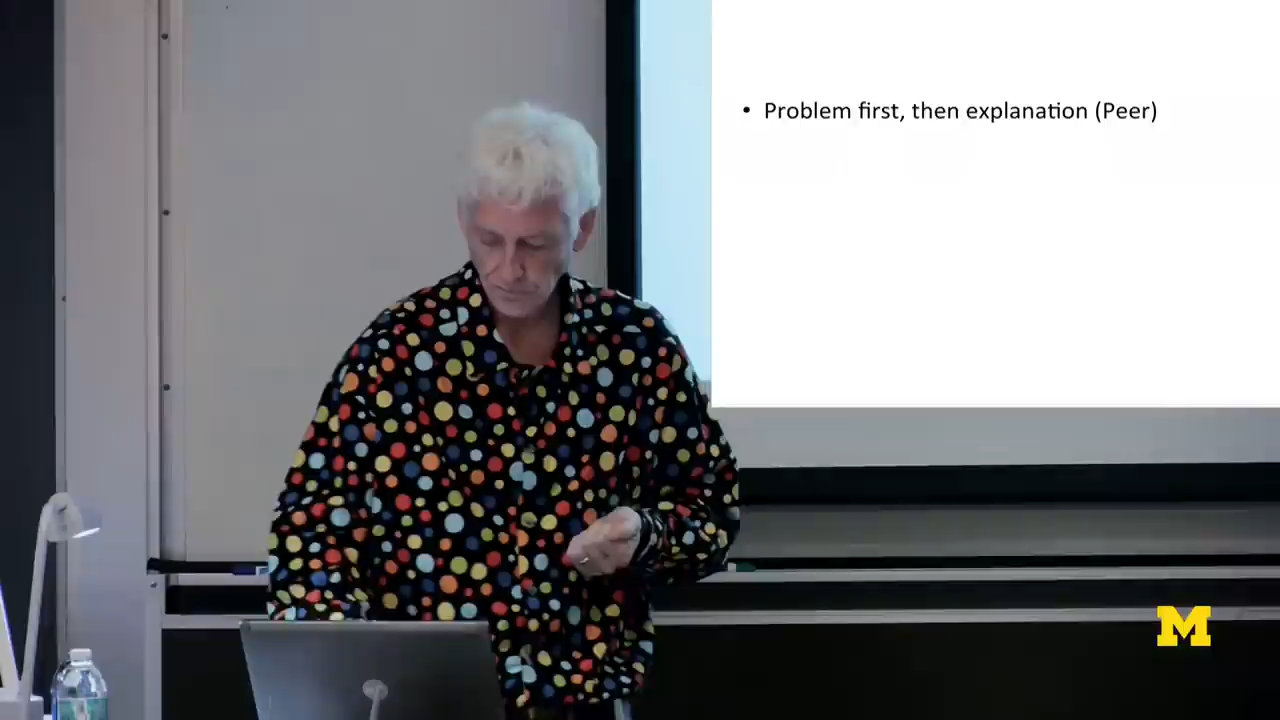 • Problem first, then explanation (Peer)
M